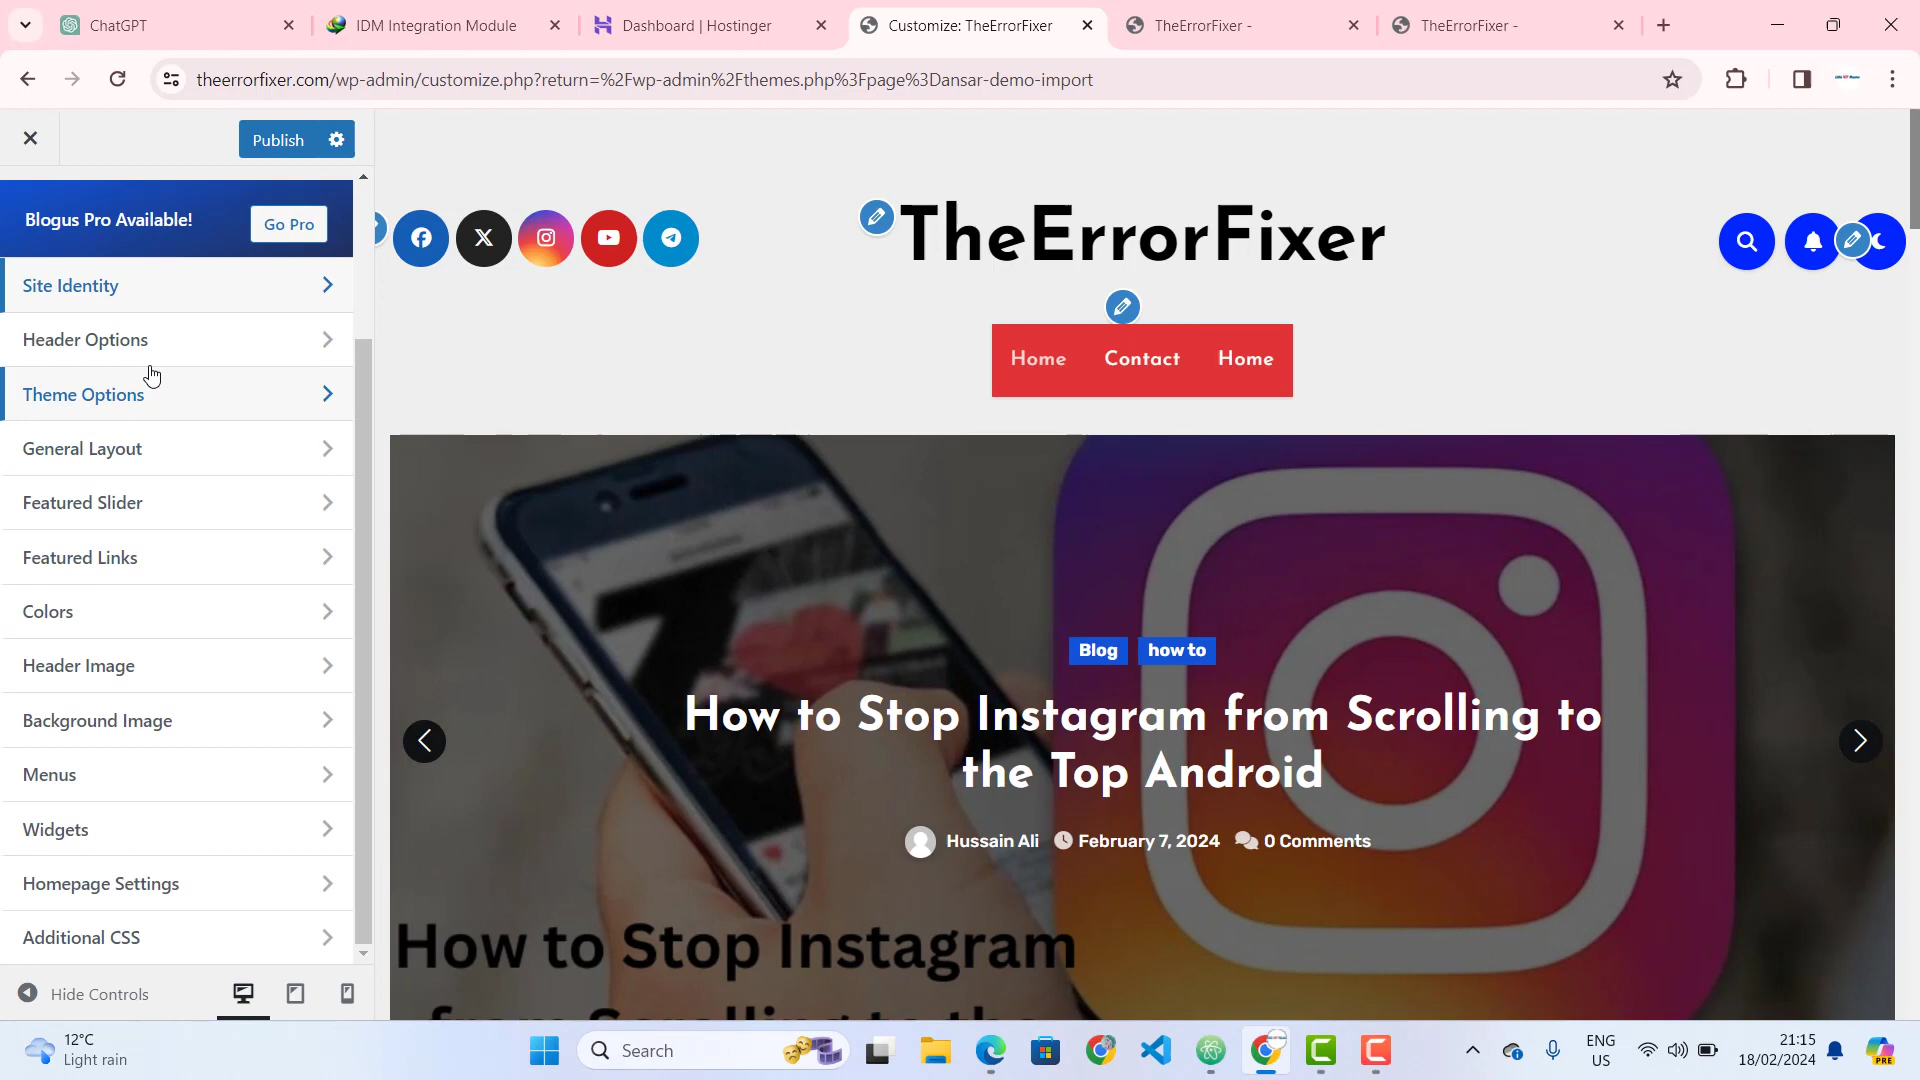 ChatGPT
IDM Integration Module
Dashboard | Hostinger
Customize: TheErrorFixer
TheErrorFixer -
TheErrorFixer -
theerrorfixer.com/wp-admin/customize.php?return=%2Fwp-admin%2Fthemes.php%3Fpage%3Dansar-demo-import
Publish
Blogus Pro Available!
Go Pro
Site Identity
Header Options
Theme Options
General Layout
Featured Slider
Featured Links
Colors
Header Image
Background Image
Menus
Widgets
Homepage Settings
Additional CSS
Hide Controls
TheErrorFixer
Home Contact Home
Blog how to
How to Stop Instagram from Scrolling to
the Top Android
Hussain Ali February 7, 2024 0 Comments
How to Stop Instagram
from Scrolling to the
12°C
Light rain
Search
ENG
US
21:15
18/02/2024
PRE